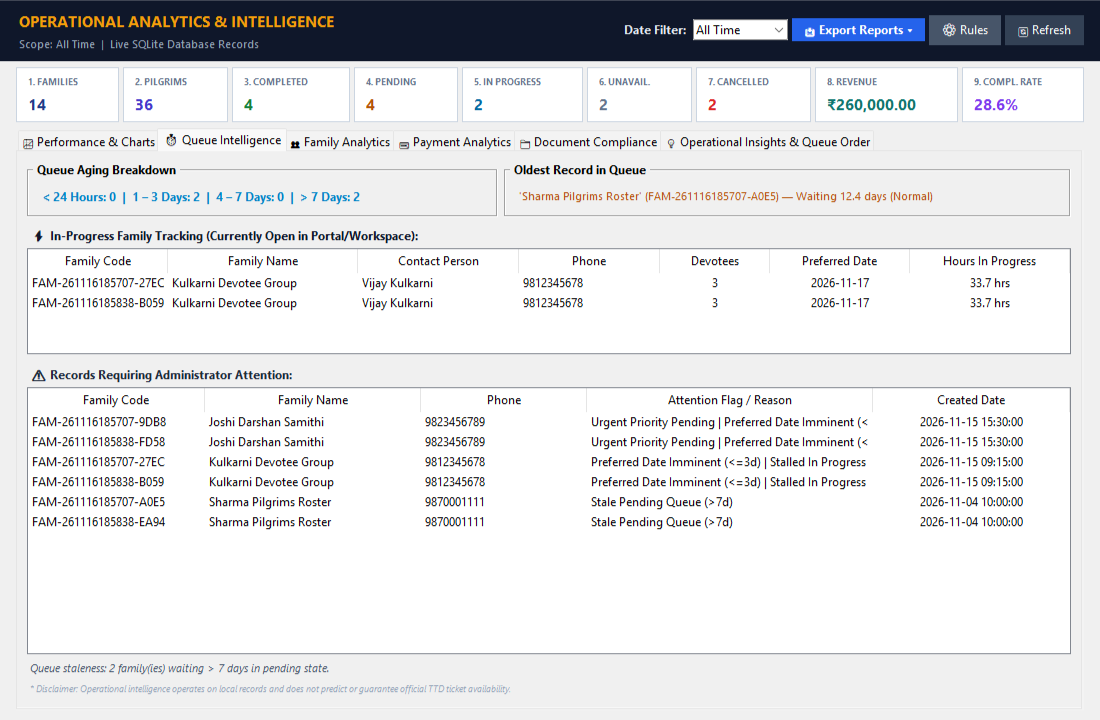 OPERATIONAL ANALYTICS & INTELLIGENCE
Scope: All Time | Live SQLite Database Records
Date Filter: All Time Export Reports Rules Refresh
1. FAMILIES 2. PILGRIMS 3. COMPLETED 4. PENDING 5. IN PROGRESS 6. UNAVAIL. 7. CANCELLED 8. REVENUE 9. COMPL. RATE
14 36 4 4 2 2 2 ₹260,000.00 28.6%
Performance & Charts Queue Intelligence Family Analytics Payment Analytics Document Compliance Operational Insights & Queue Order
Queue Aging Breakdown Oldest Record in Queue
< 24 Hours: 0 | 1 – 3 Days: 2 | 4 – 7 Days: 0 | > 7 Days: 2 'Sharma Pilgrims Roster' (FAM-261116185707-A0E5) — Waiting 12.4 days (Normal)
In-Progress Family Tracking (Currently Open in Portal/Workspace):
Family Code Family Name Contact Person Phone Devotees Preferred Date Hours In Progress
FAM-261116185707-27EC Kulkarni Devotee Group Vijay Kulkarni 9812345678 3 2026-11-17 33.7 hrs
FAM-261116185838-B059 Kulkarni Devotee Group Vijay Kulkarni 9812345678 3 2026-11-17 33.7 hrs
Records Requiring Administrator Attention:
Family Code Family Name Phone Attention Flag / Reason Created Date
FAM-261116185707-9DB8 Joshi Darshan Samithi 9823456789 Urgent Priority Pending | Preferred Date Imminent (< 2026-11-15 15:30:00
FAM-261116185838-FD58 Joshi Darshan Samithi 9823456789 Urgent Priority Pending | Preferred Date Imminent (< 2026-11-15 15:30:00
FAM-261116185707-27EC Kulkarni Devotee Group 9812345678 Preferred Date Imminent (<=3d) | Stalled In Progress 2026-11-15 09:15:00
FAM-261116185838-B059 Kulkarni Devotee Group 9812345678 Preferred Date Imminent (<=3d) | Stalled In Progress 2026-11-15 09:15:00
FAM-261116185707-A0E5 Sharma Pilgrims Roster 9870001111 Stale Pending Queue (>7d) 2026-11-04 10:00:00
FAM-261116185838-EA94 Sharma Pilgrims Roster 9870001111 Stale Pending Queue (>7d) 2026-11-04 10:00:00
Queue staleness: 2 family(ies) waiting > 7 days in pending state.
* Disclaimer: Operational intelligence operates on local records and does not predict or guarantee official TTD ticket availability.